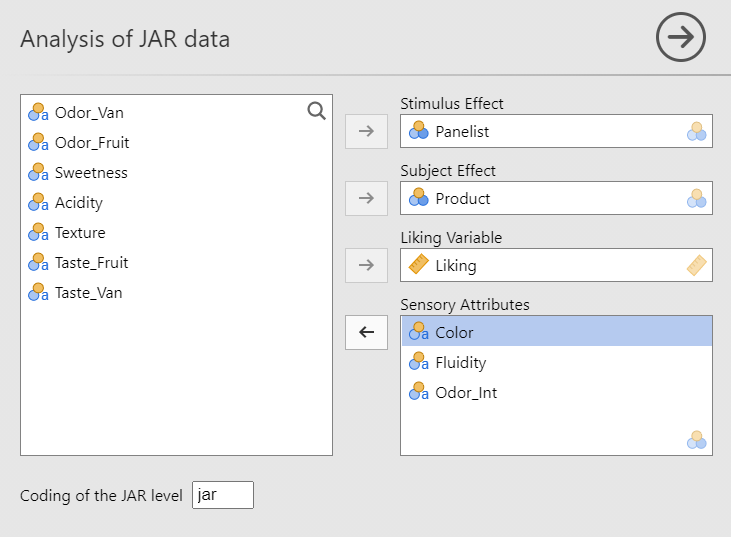 Analysis of JAR data
Odor_Van
Odor_Fruit
Sweetness
Acidity
Texture
Taste_Fruit
Taste_Van
Stimulus Effect
Panelist
Subject Effect
Product
Liking Variable
Liking
Sensory Attributes
Color
Fluidity
Odor_Int
Coding of the JAR level jar